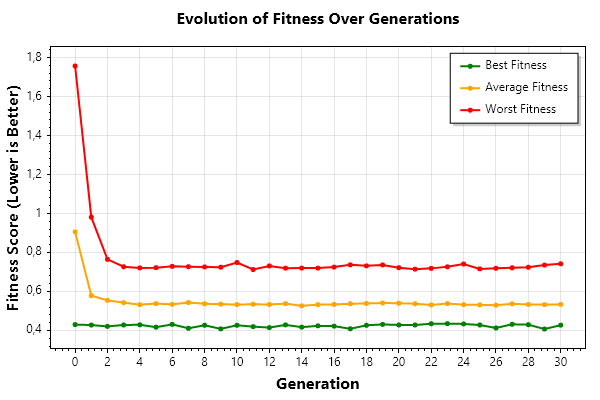 Evolution of Fitness Over Generations
Fitness Score (Lower is Better)
1,8
1,6
1,4
1,2
1
0,8
0,6
0,4
Best Fitness
Average Fitness
Worst Fitness
0 2 4 6 8 10 12 14 16 18 20 22 24 26 28 30
Generation